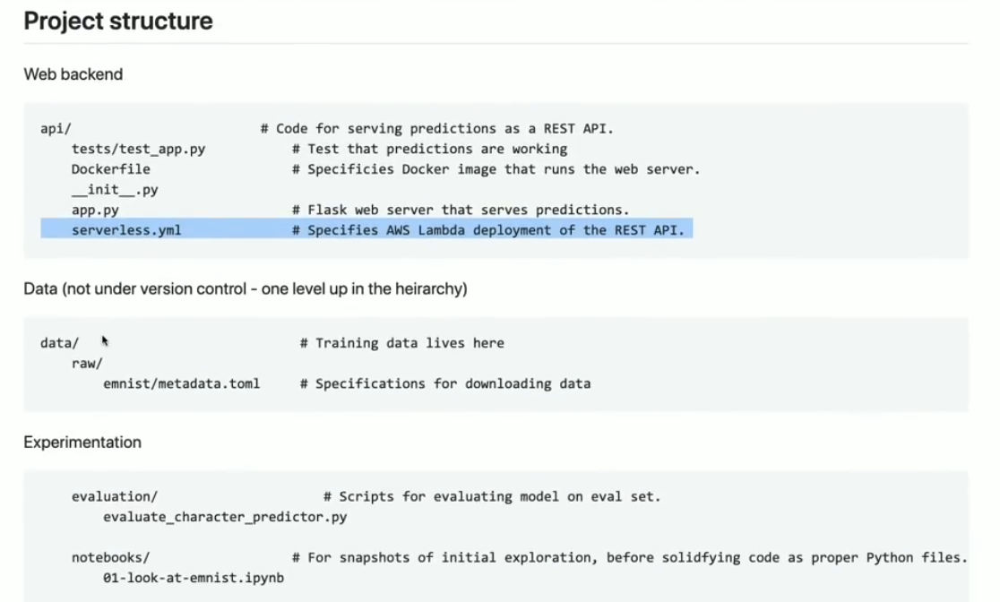 Project structure
Web backend
api/ # Code for serving predictions as a REST API.
tests/test_app.py # Test that predictions are working
Dockerfile # Specificies Docker image that runs the web server.
__init__.py
app.py # Flask web server that serves predictions.
serverless.yml # Specifies AWS Lambda deployment of the REST API.
Data (not under version control - one level up in the heirarchy)
data/ # Training data lives here
raw/
emnist/metadata.toml # Specifications for downloading data
Experimentation
evaluation/ # Scripts for evaluating model on eval set.
evaluate_character_predictor.py
notebooks/ # For snapshots of initial exploration, before solidfying code as proper Python files.
01-look-at-emnist.ipynb